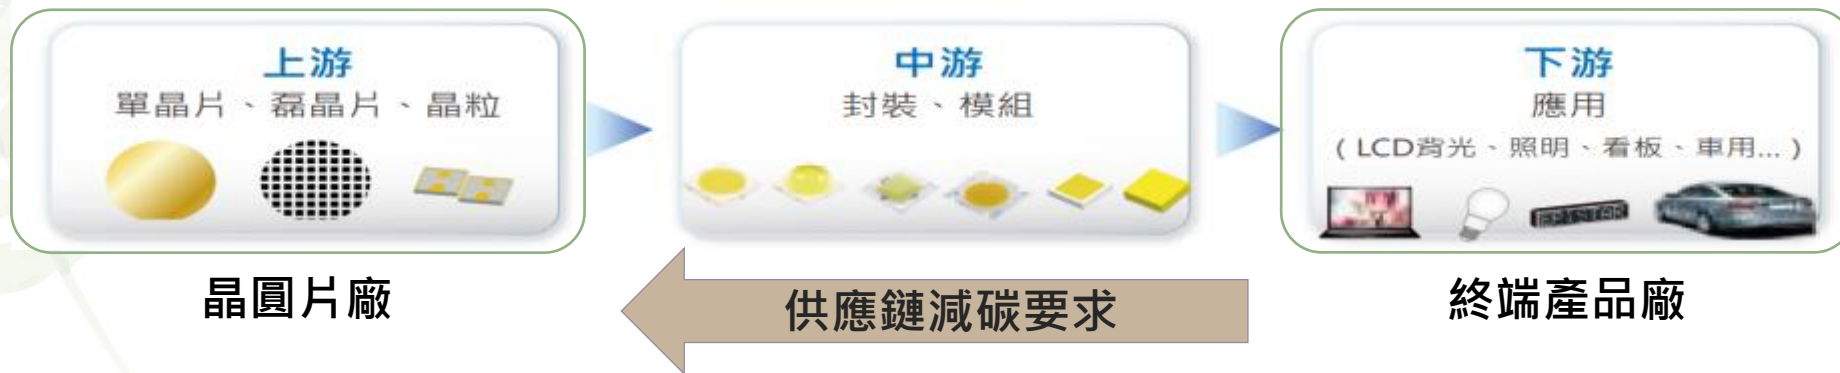 上游
單晶片、磊晶片、晶粒
中游
封裝、模組
下游
應用
(LCD背光、照明、看板、車用...)
EPISTAR
晶圓片廠
供應鏈減碳要求
終端產品廠